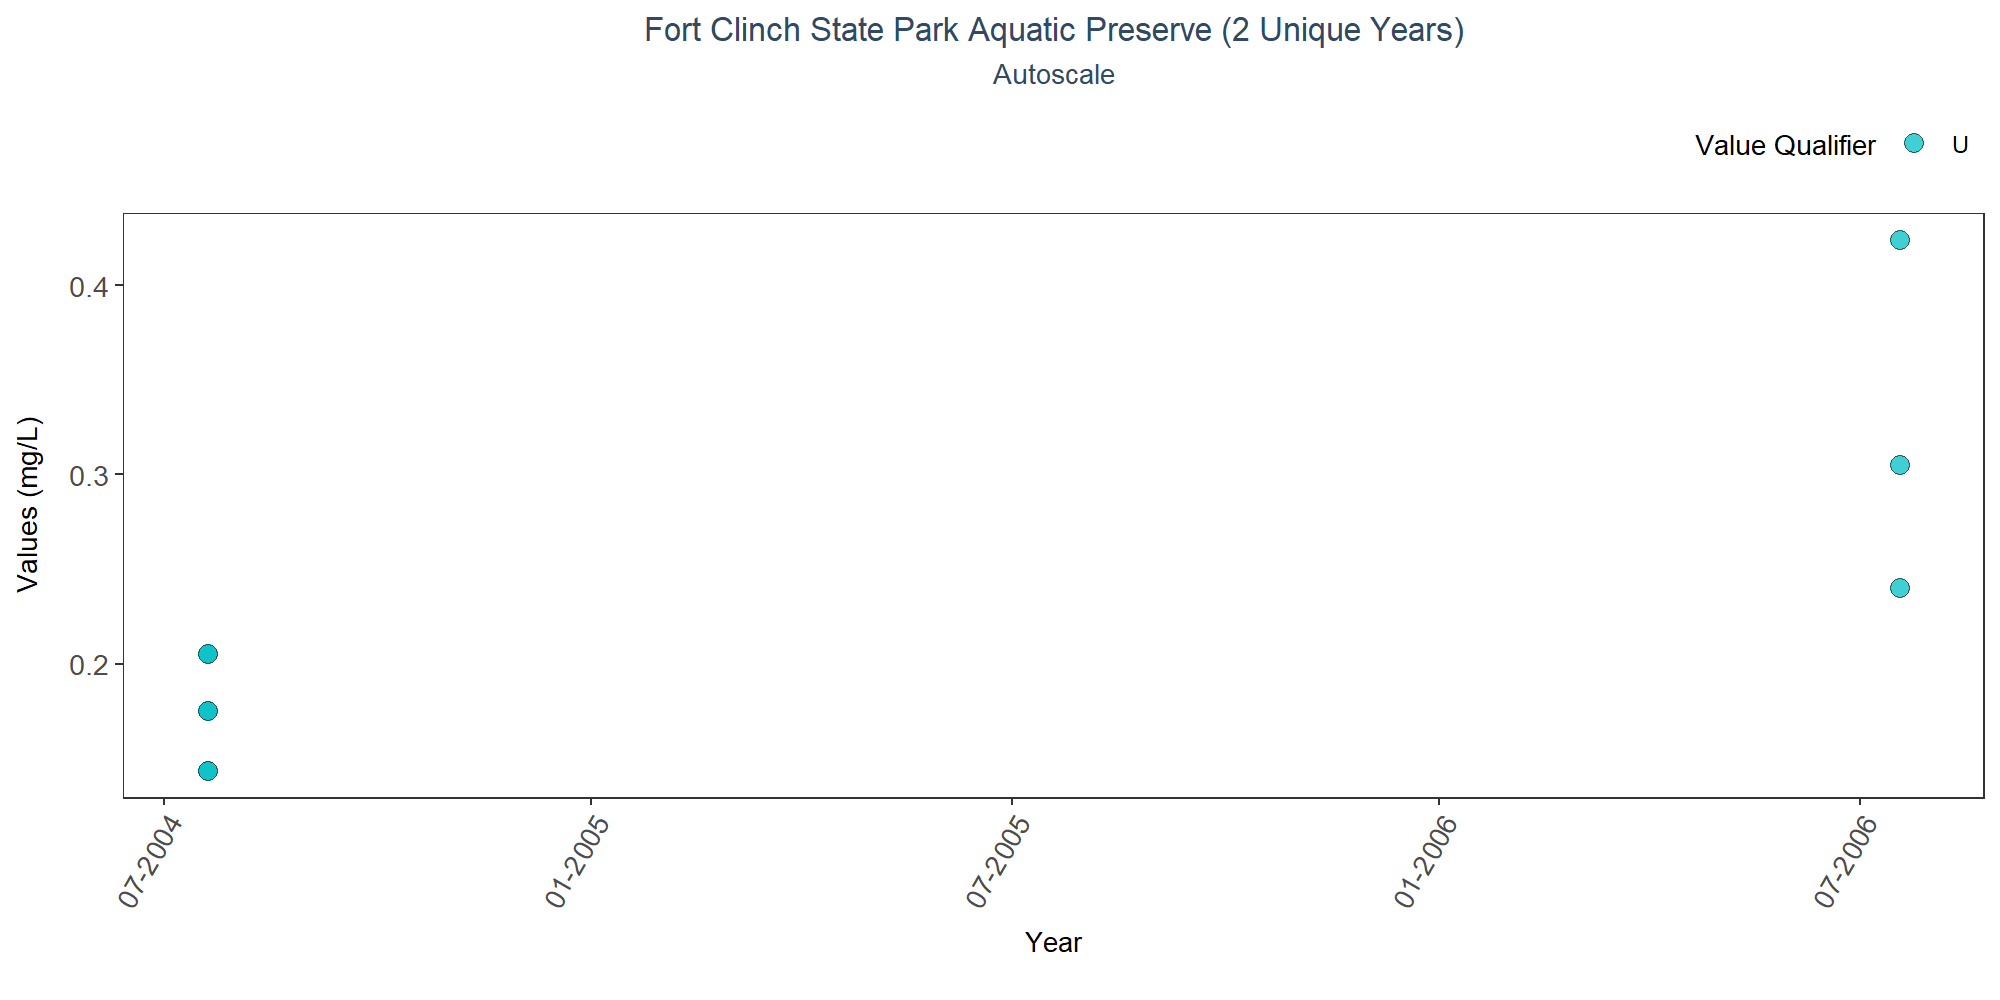 Fort Clinch State Park Aquatic Preserve (2 Unique Years)
Autoscale
Value Qualifier U
Values (mg/L)
0.4
0.3
0.2
07-2004
01-2005
07-2005
01-2006
07-2006
Year